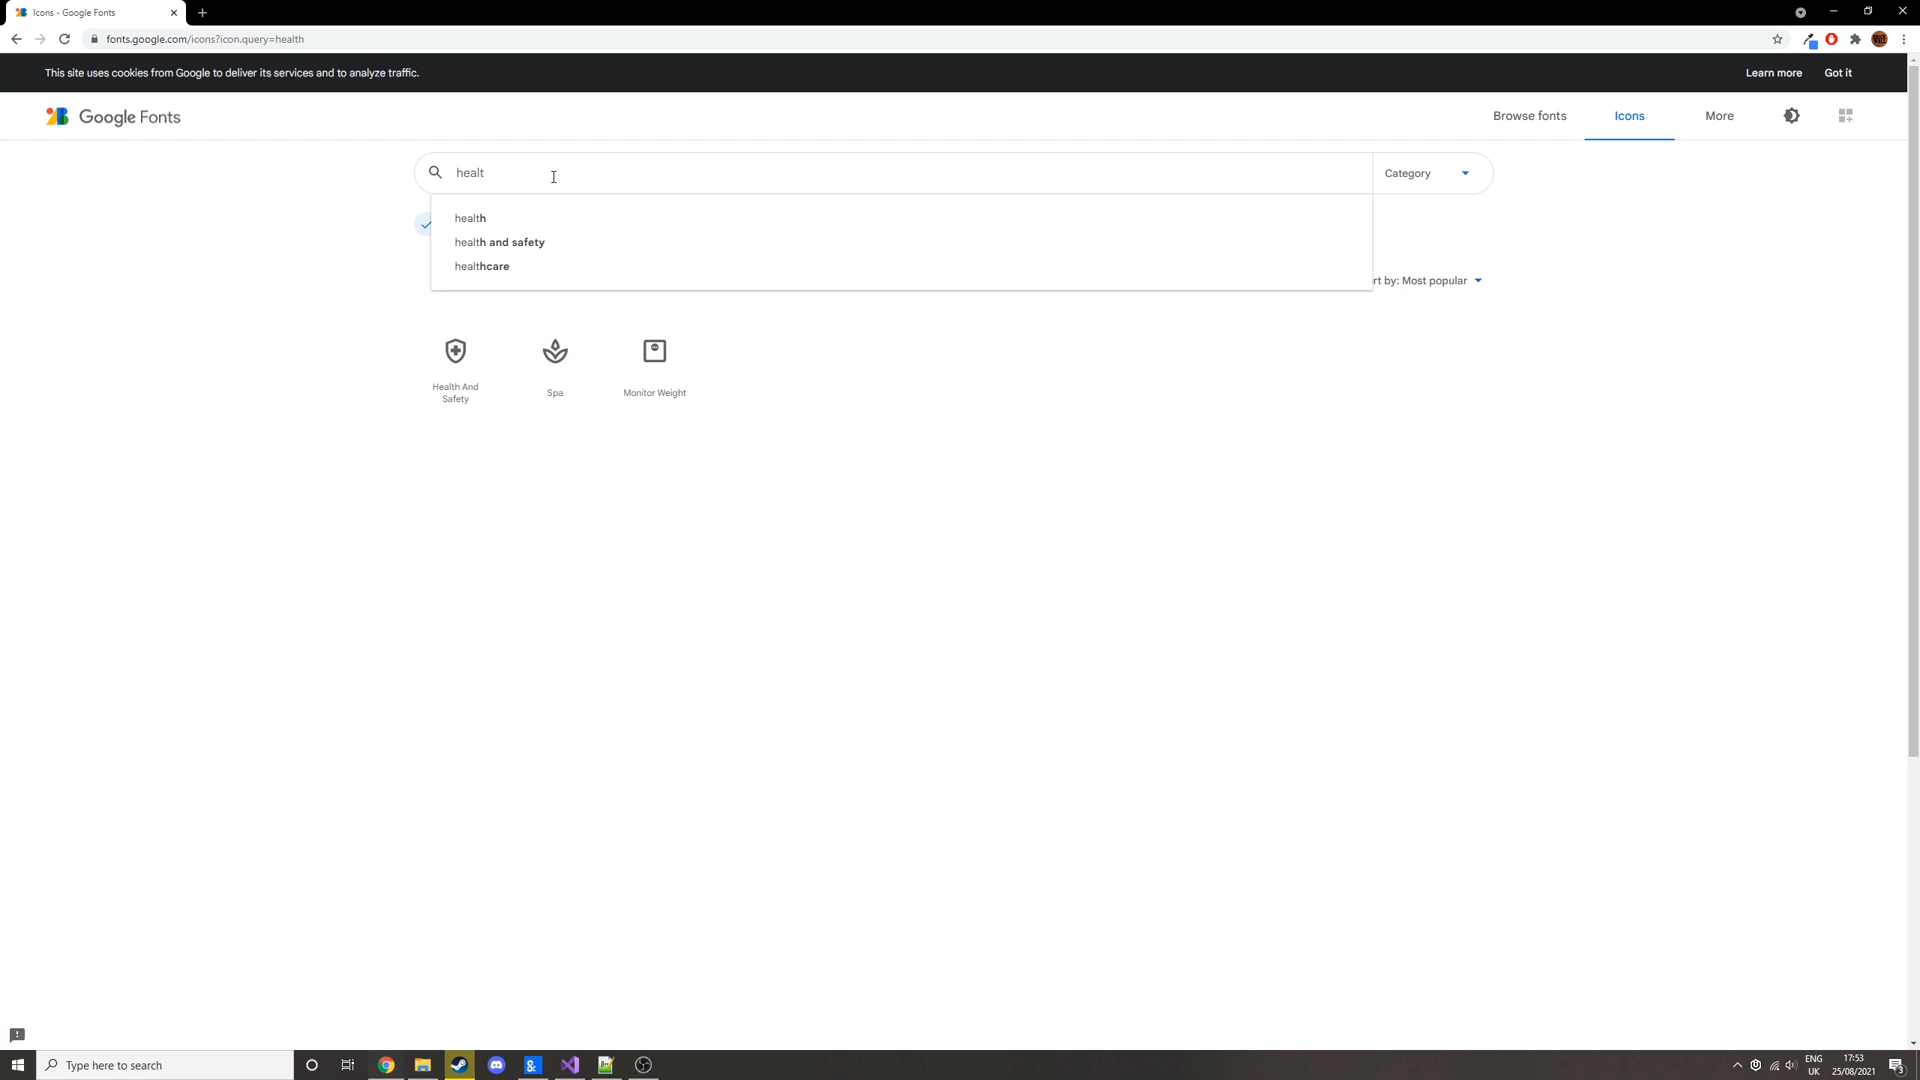 Icons - Google Fonts
fonts.google.com/icons?icon.query=health
This site uses cookies from Google to deliver its services and to analyze traffic.
Learn more
Got it
Google Fonts
Browse fonts
Icons
More
healt
Category
health
health and safety
healthcare
rt by: Most popular
Health And
Safety
Spa
Monitor Weight
Type here to search
ENG
UK
17:53
25/08/2021
3